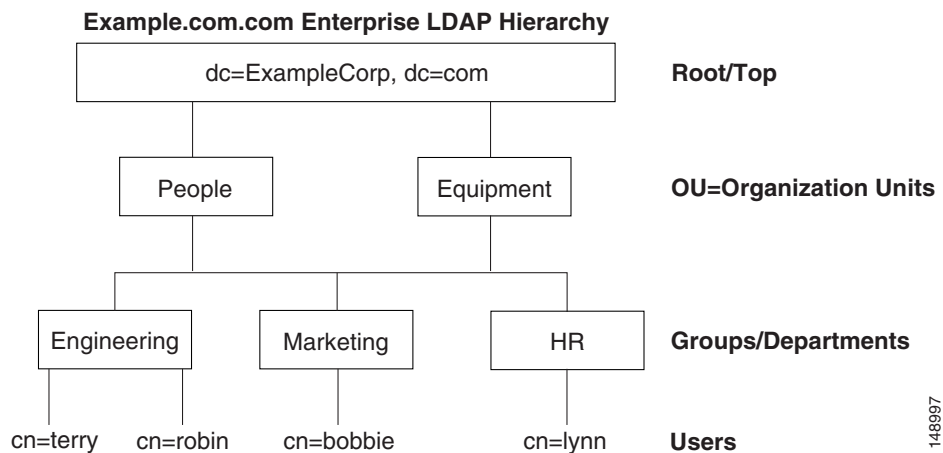 Example.com.com Enterprise LDAP Hierarchy
dc=ExampleCorp, dc=com
Root/Top
People
Equipment
OU=Organization Units
Engineering
Marketing
HR
Groups/Departments
cn=terry
cn=robin
cn=bobbie
cn=lynn
Users
148997